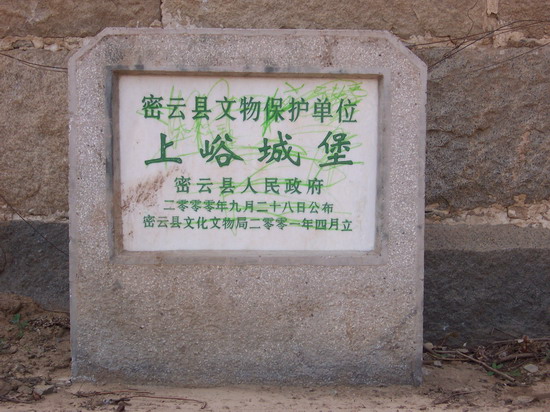 密云县文物保护单位
上峪城堡
密云县人民政府
二零零零年九月二十八日公布
密云县文化文物局二零零一年四月立